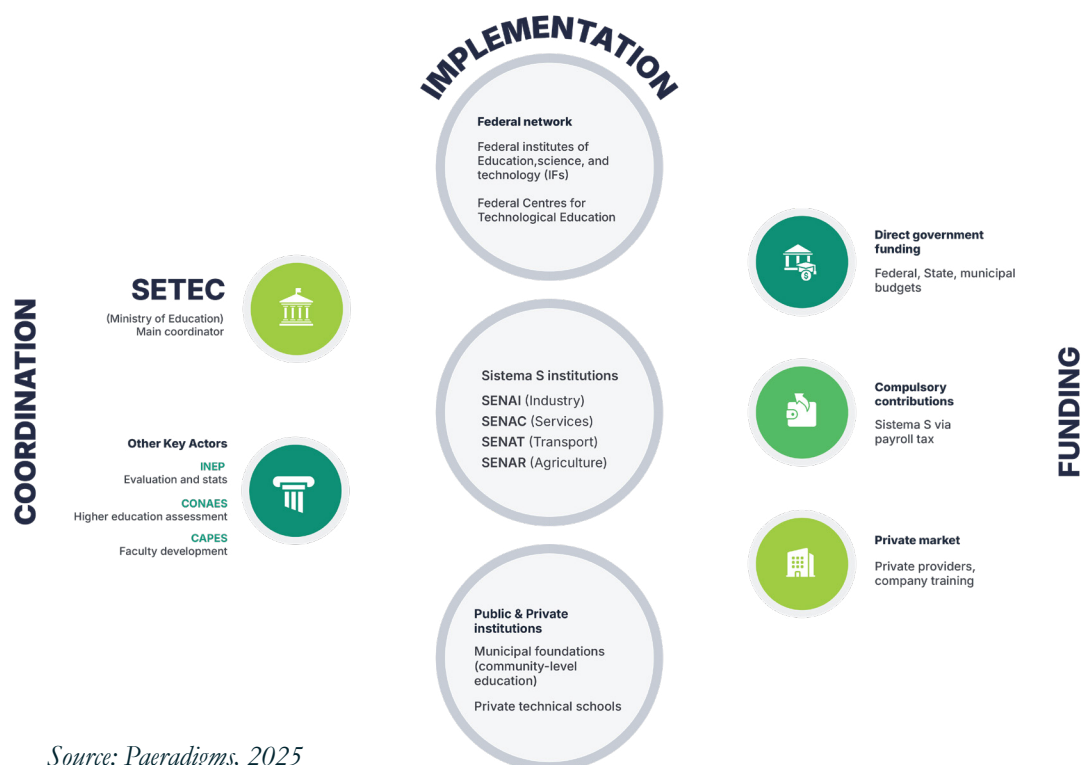 IMPLEMENTATION
Federal network
Federal institutes of
Education,science, and
technology (IFs)
Federal Centres for
Technological Education
COORDINATION
SETEC
(Ministry of Education)
Main coordinator
Other Key Actors
INEP
Evaluation and stats
CONAES
Higher education assessment
CAPES
Faculty development
Sistema S institutions
SENAI (Industry)
SENAC (Services)
SENAT (Transport)
SENAR (Agriculture)
Public & Private
institutions
Municipal foundations
(community-level
education)
Private technical schools
FUNDING
Direct government
funding
Federal, State, municipal
budgets
Compulsory
contributions
Sistema S via
payroll tax
Private market
Private providers,
company training
Source: Paeradigms, 2025